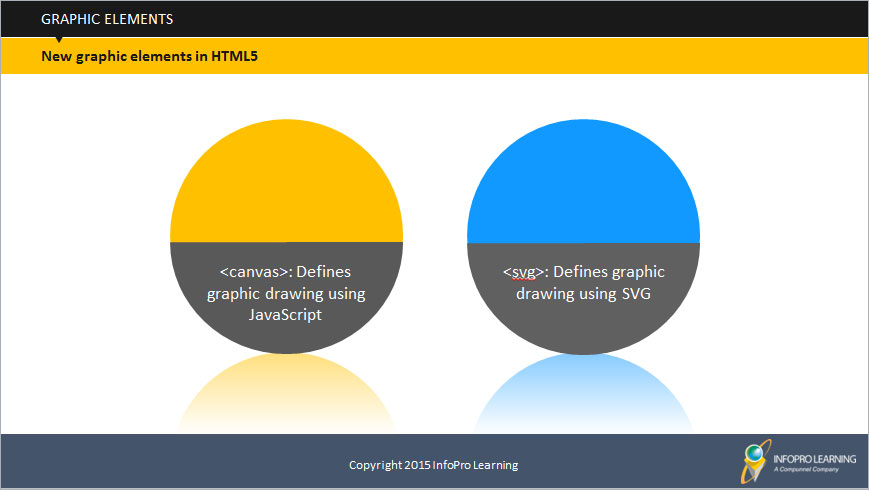 GRAPHIC ELEMENTS
New graphic elements in HTML5
<canvas>: Defines
graphic drawing using
JavaScript
<svg>: Defines graphic
drawing using SVG
Copyright 2015 InfoPro Learning
INFOPRO LEARNING
A Compunnel Company